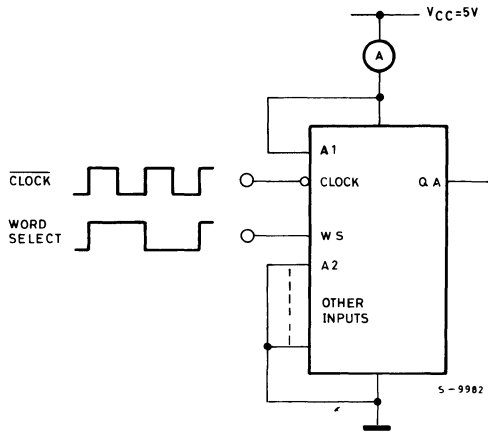 VCC=5V
A
A1
CLOCK
CLOCK
QA
WORD
SELECT
WS
A2
OTHER
INPUTS
S-9982